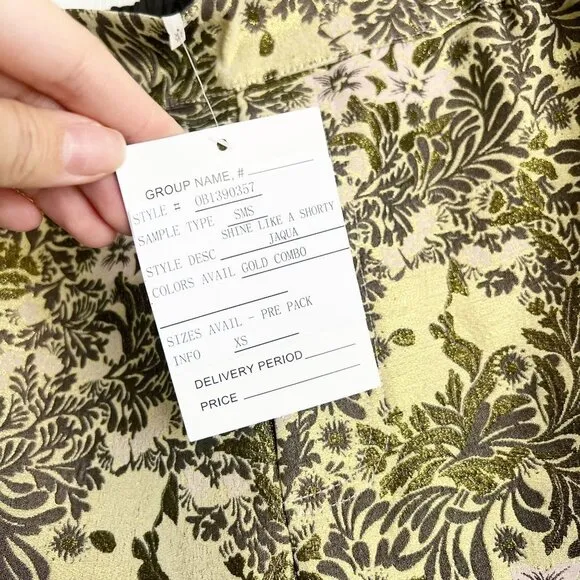 GROUP NAME, #
STYLE # OB1390357
SAMPLE TYPE SMS
STYLE DESC SHINE LIKE A SHORTY
JAQUA
COLORS AVAIL GOLD COMBO
SIZES AVAIL - PRE PACK
INFO XS
DELIVERY PERIOD
PRICE